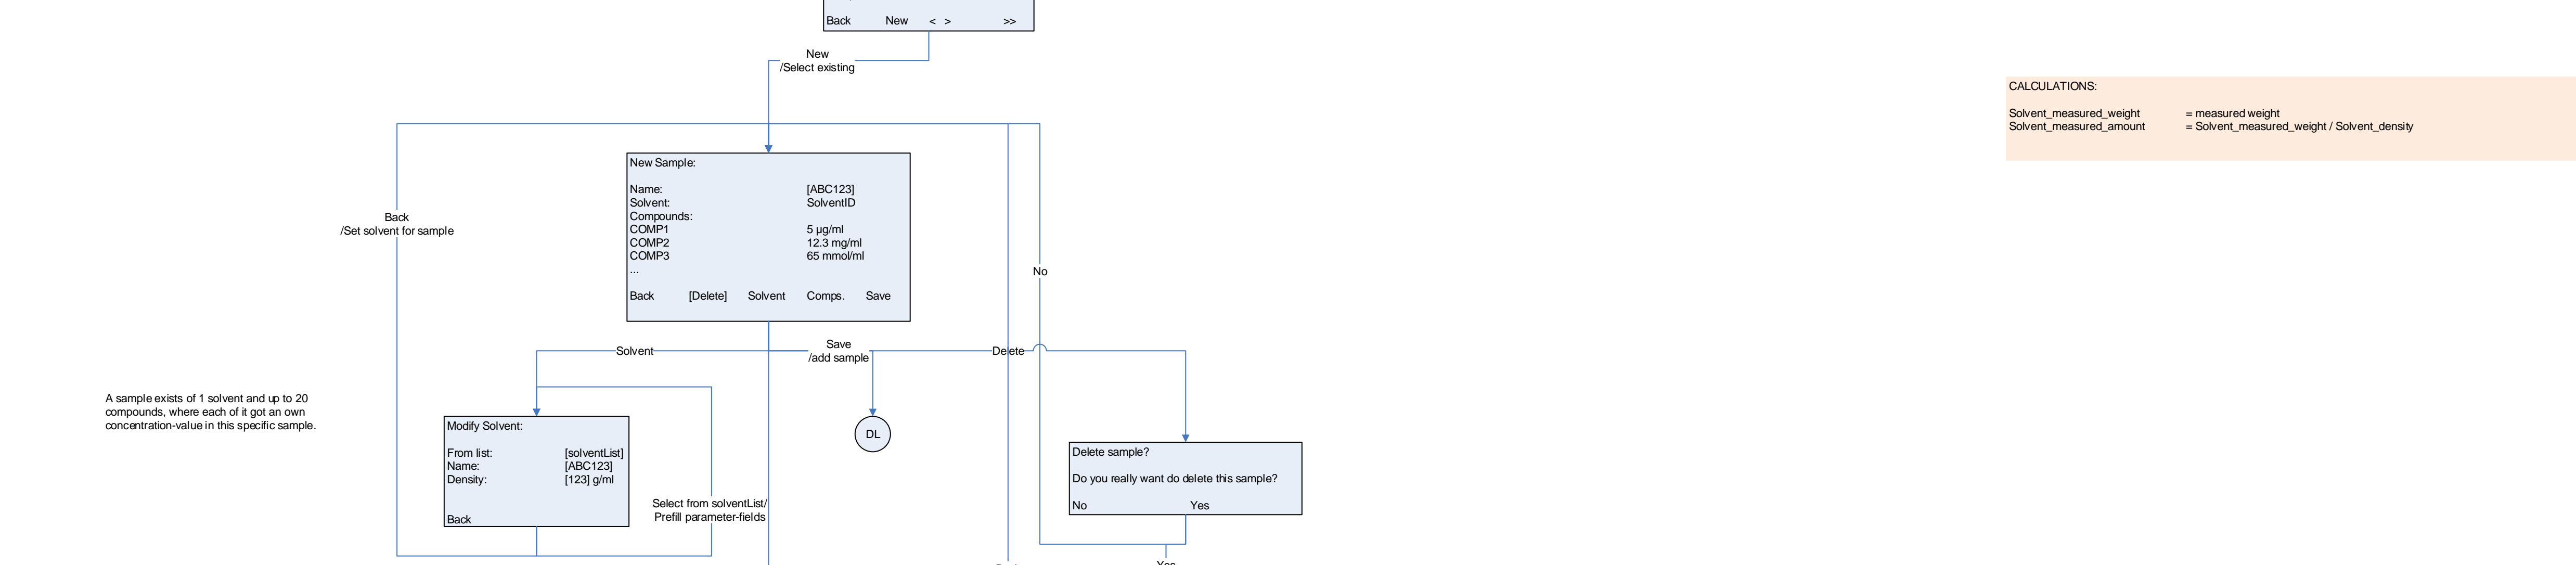 Back New < > >>
New
/Select existing
CALCULATIONS:
Solvent_measured_weight = measured weight
Solvent_measured_amount = Solvent_measured_weight / Solvent_density
New Sample:
Name: [ABC123]
Solvent: SolventID
Compounds:
COMP1 5 µg/ml
COMP2 12.3 mg/ml
COMP3 65 mmol/ml
...
Back [Delete] Solvent Comps. Save
Back
/Set solvent for sample
No
Solvent
Save
/add sample
Delete
A sample exists of 1 solvent and up to 20
compounds, where each of it got an own
concentration-value in this specific sample.
Modify Solvent:
From list: [solventList]
Name: [ABC123]
Density: [123] g/ml
Back
Select from solventList/
Prefill parameter-fields
DL
Delete sample?
Do you really want do delete this sample?
No Yes
Yes